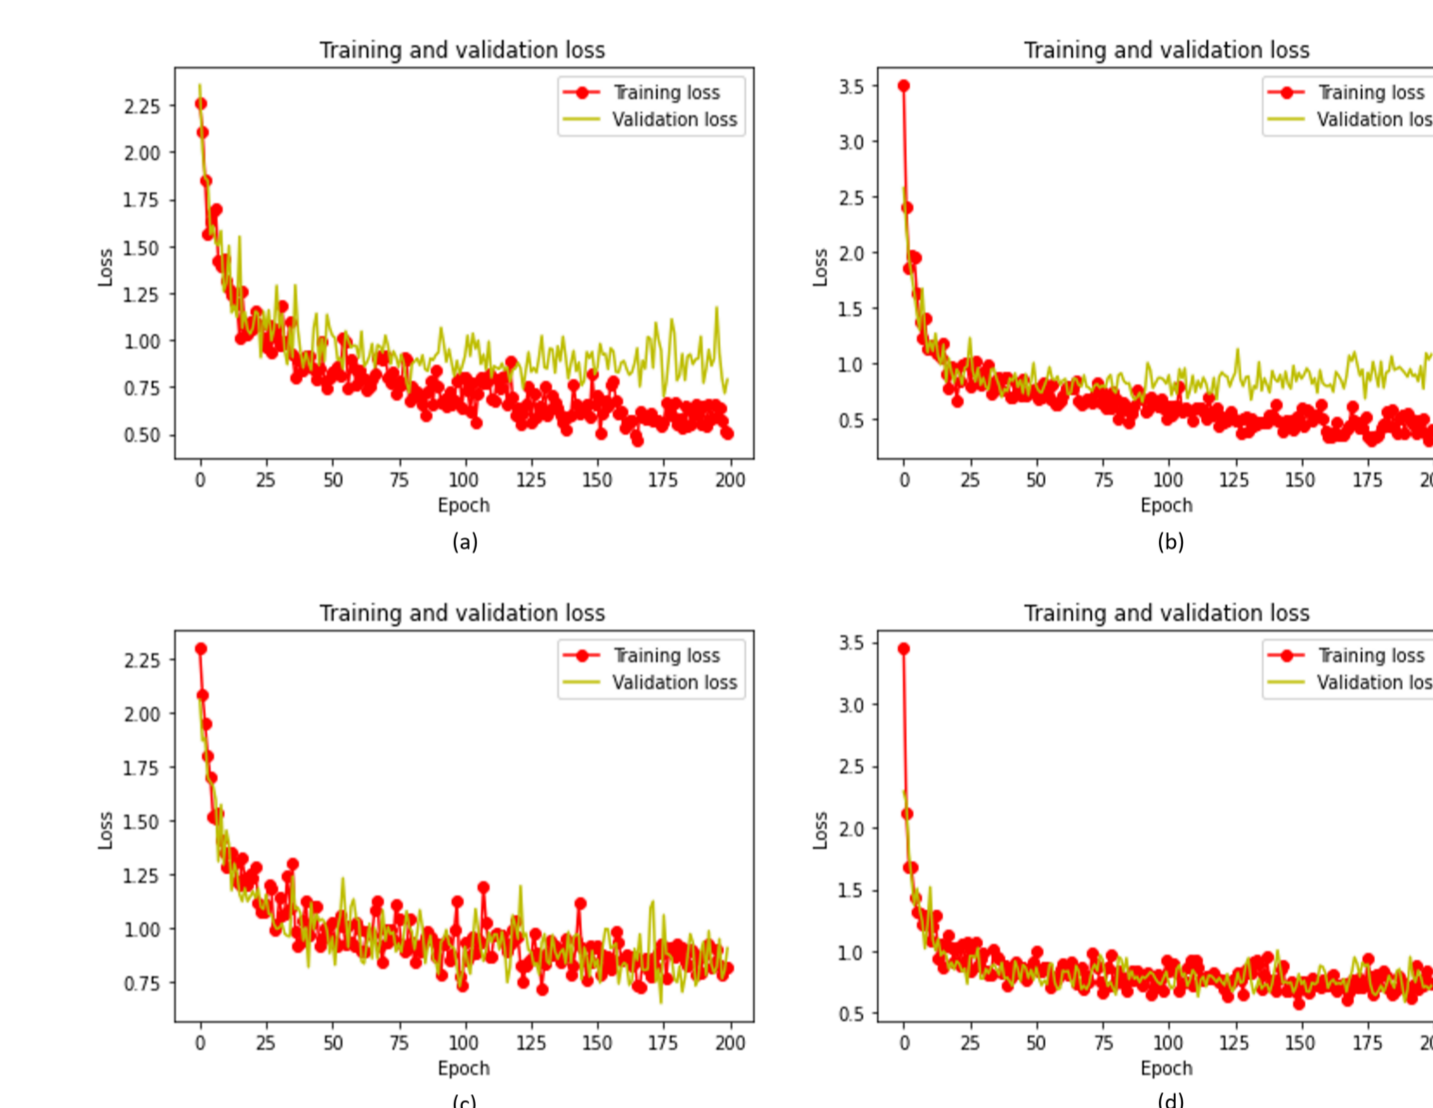 Training and validation loss
Training loss
Validation loss
2.25
2.00
1.75
1.50
1.25
1.00
0.75
0.50
Loss
0 25 50 75 100 125 150 175 200
Epoch
(a)
Training and validation loss
Training loss
Validation los
3.5
3.0
2.5
2.0
1.5
1.0
0.5
Loss
0 25 50 75 100 125 150 175 20
Epoch
(b)
Training and validation loss
Training loss
Validation loss
2.25
2.00
1.75
1.50
1.25
1.00
0.75
Loss
0 25 50 75 100 125 150 175 200
Epoch
(c)
Training and validation loss
Training loss
Validation los
3.5
3.0
2.5
2.0
1.5
1.0
0.5
Loss
0 25 50 75 100 125 150 175 20
Epoch
(d)